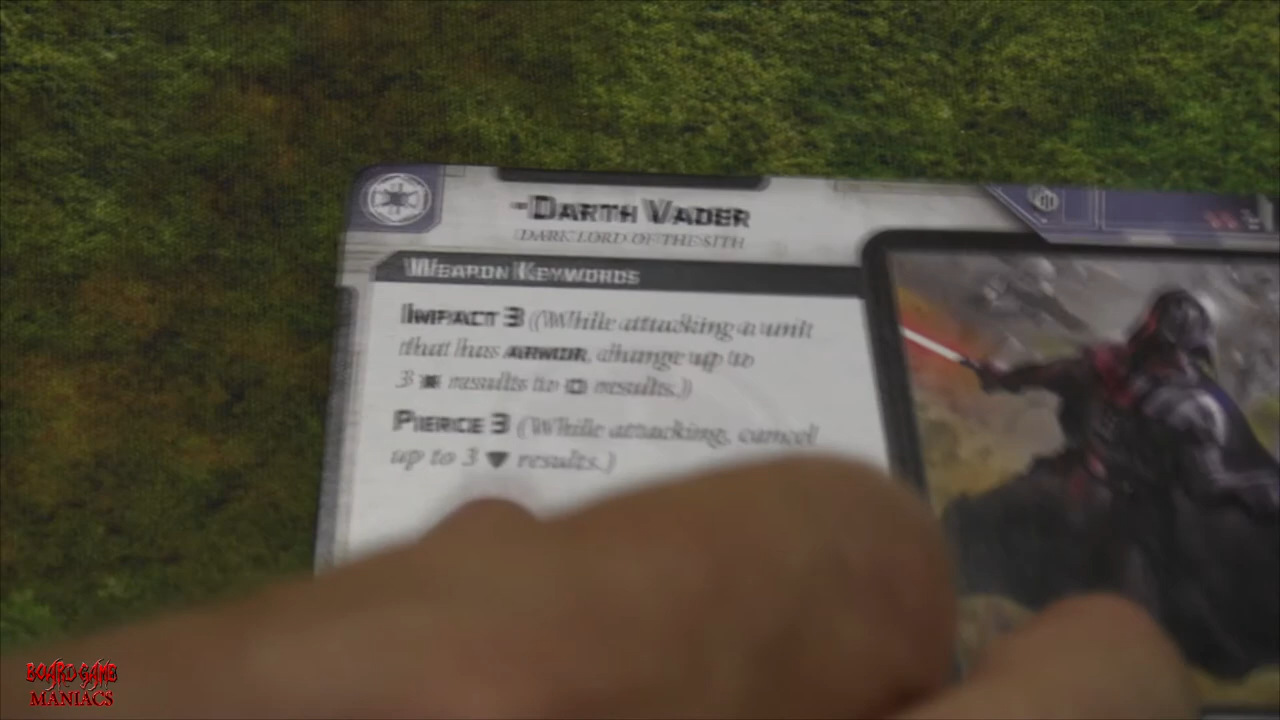 DARTH VADER
DARK LORD OF THE SITH
WEAPON KEYWORDS
IMPACT 3 (While attacking a unit
that has ARMOR, change up to
3 results to results.)
PIERCE 3 (While attacking, cancel
up to 3 results.)
BOARD GAME
MANIACS